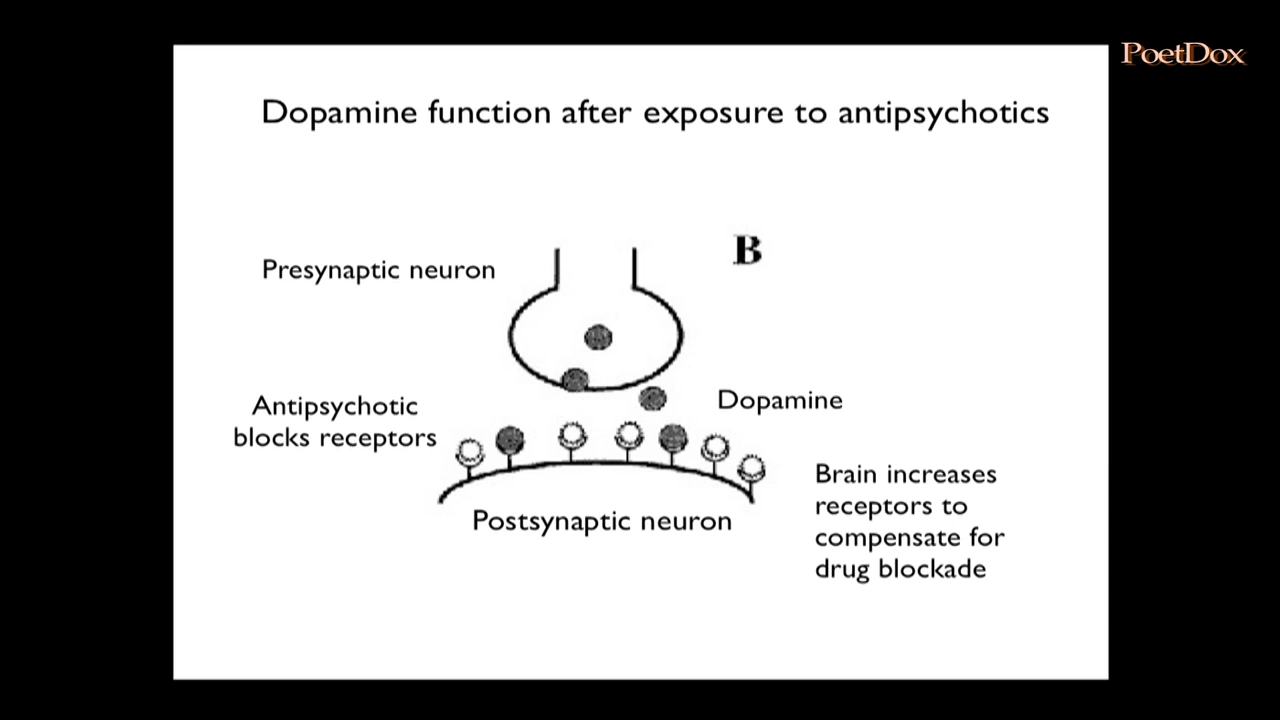 PoetDox
Dopamine function after exposure to antipsychotics
B
Presynaptic neuron
Antipsychotic
blocks receptors
Dopamine
Brain increases
receptors to
compensate for
drug blockade
Postsynaptic neuron